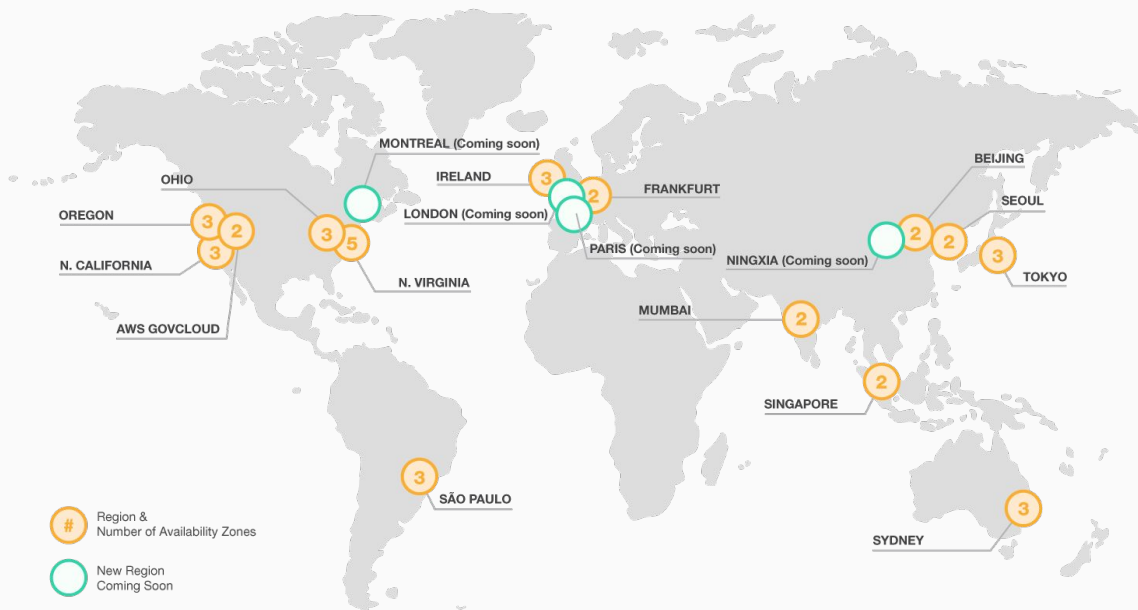 MONTREAL (Coming soon)
BEIJING
OHIO
IRELAND
3
2
FRANKFURT
SEOUL
OREGON
3
2
LONDON (Coming soon)
3
5
2
2
N. CALIFORNIA
3
PARIS (Coming soon)
NINGXIA (Coming soon)
3
TOKYO
N. VIRGINIA
MUMBAI
2
AWS GOVCLOUD
2
SINGAPORE
3
SÃO PAULO
3
SYDNEY
#
Region &
Number of Availability Zones
New Region
Coming Soon